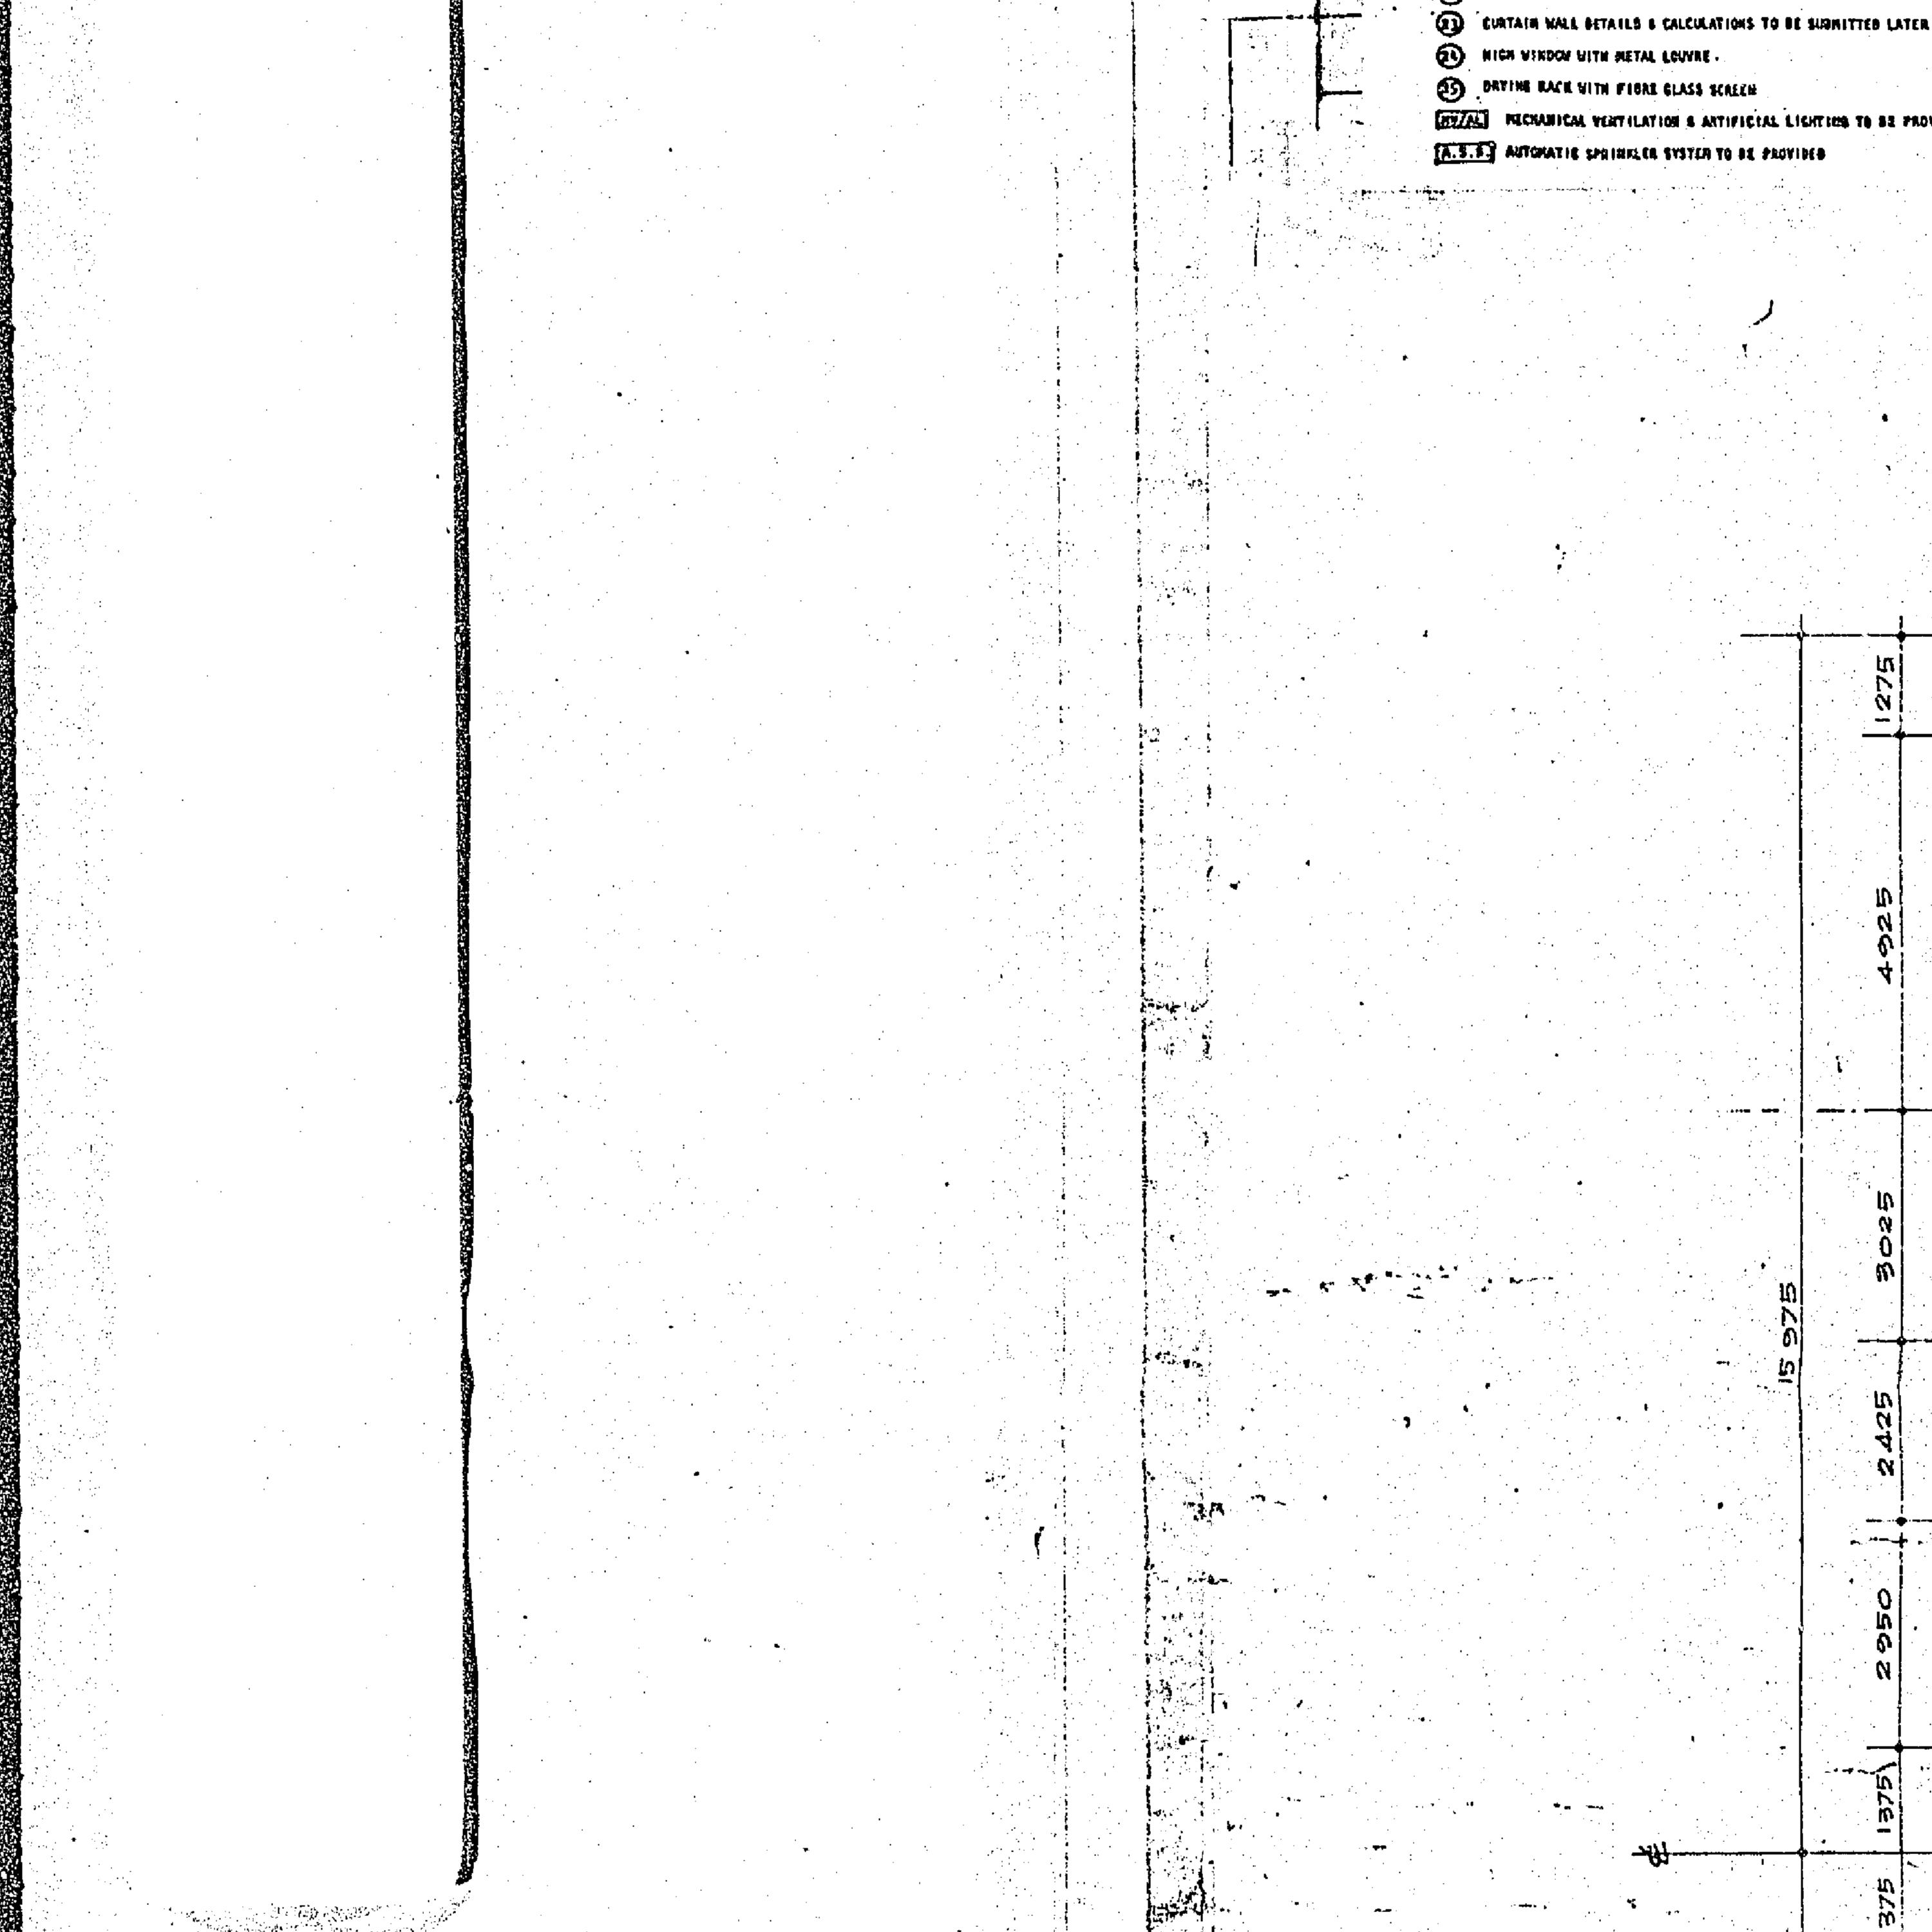 23 CURTAIN WALL DETAILS & CALCULATIONS TO BE SUBMITTED LATER
24 HIGH WINDOW WITH METAL LOUVRE.
25 DRYING RACK WITH FIBRE GLASS SCREEN
MV/AL MECHANICAL VENTILATION & ARTIFICIAL LIGHTING TO BE PROV
A.S.S. AUTOMATIC SPRINKLER SYSTEM TO BE PROVIDED
1275
4925
3025
15 975
2425
2950
1375
375